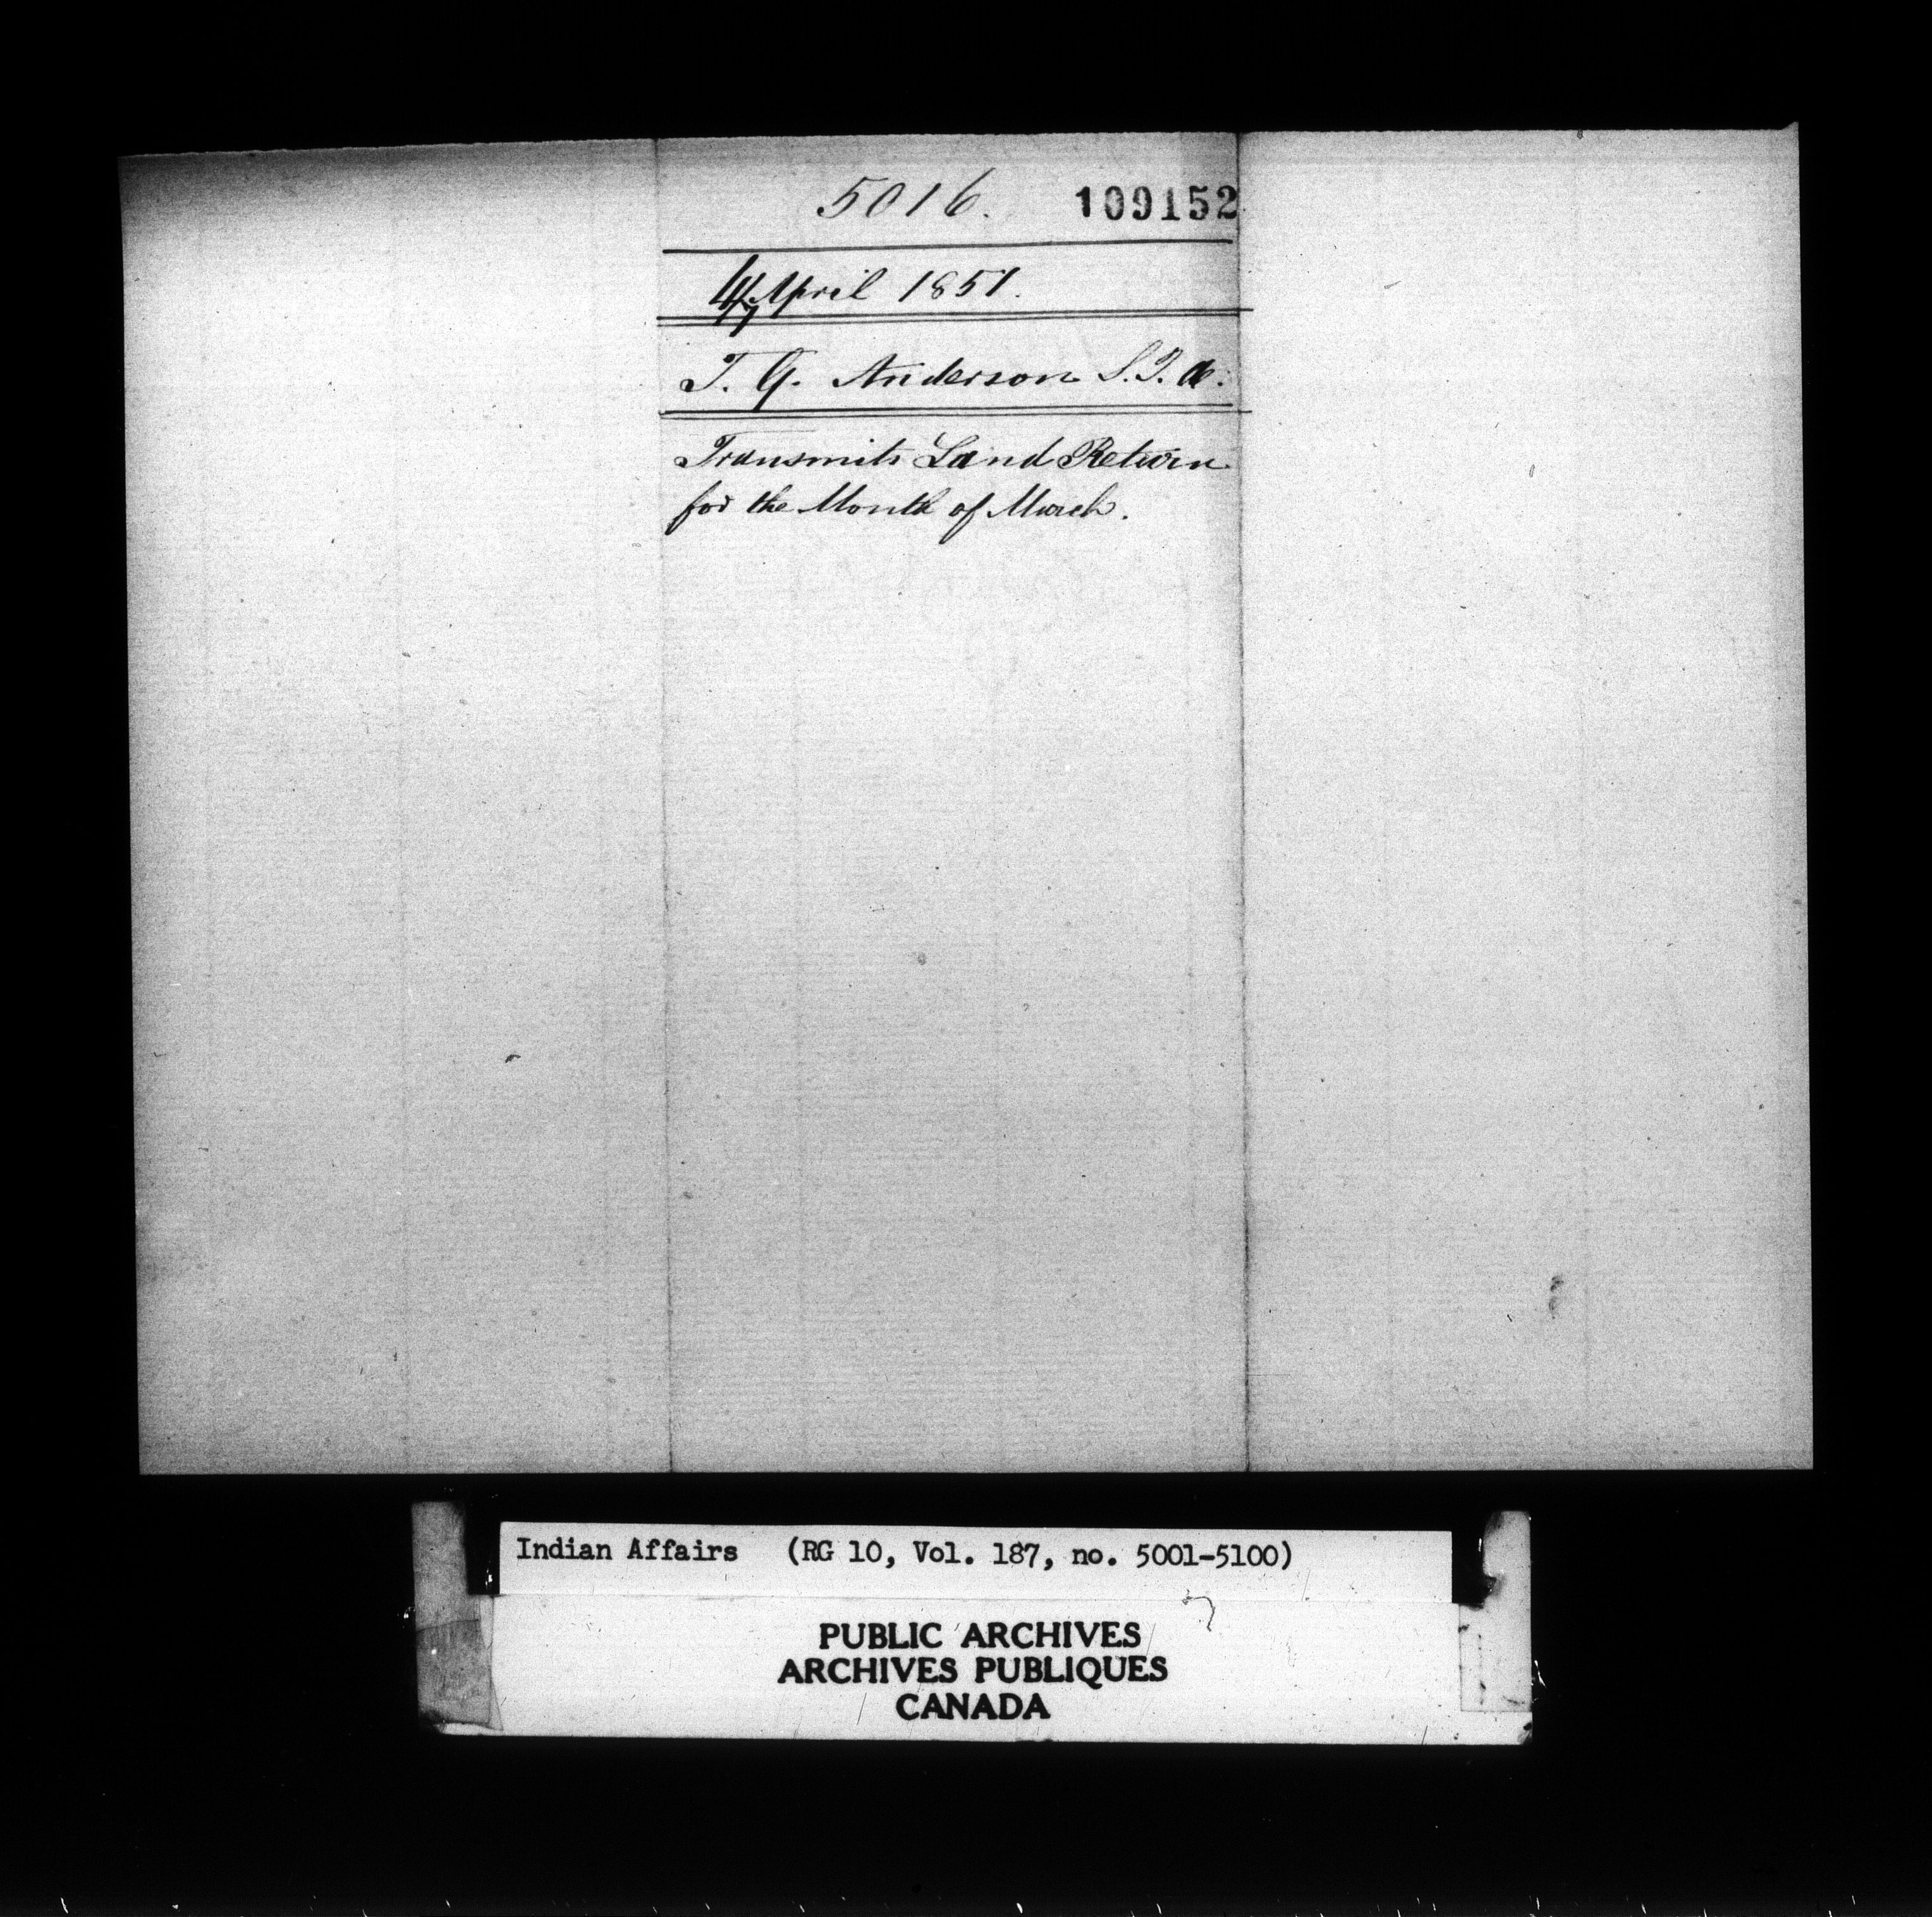 5016. 109152
April 1851.
T. G. Anderson S.I.A.
Transmits Land Return
for the Month of March.
Indian Affairs (RG 10, Vol. 187, no. 5001-5100)
PUBLIC ARCHIVES
ARCHIVES PUBLIQUES
CANADA